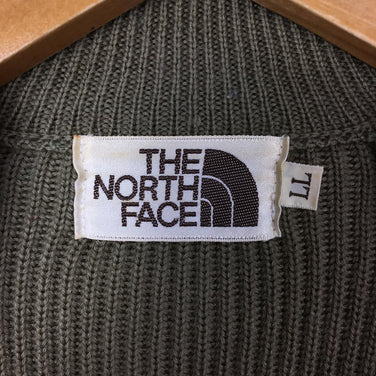 THE
NORTH
FACE
LL